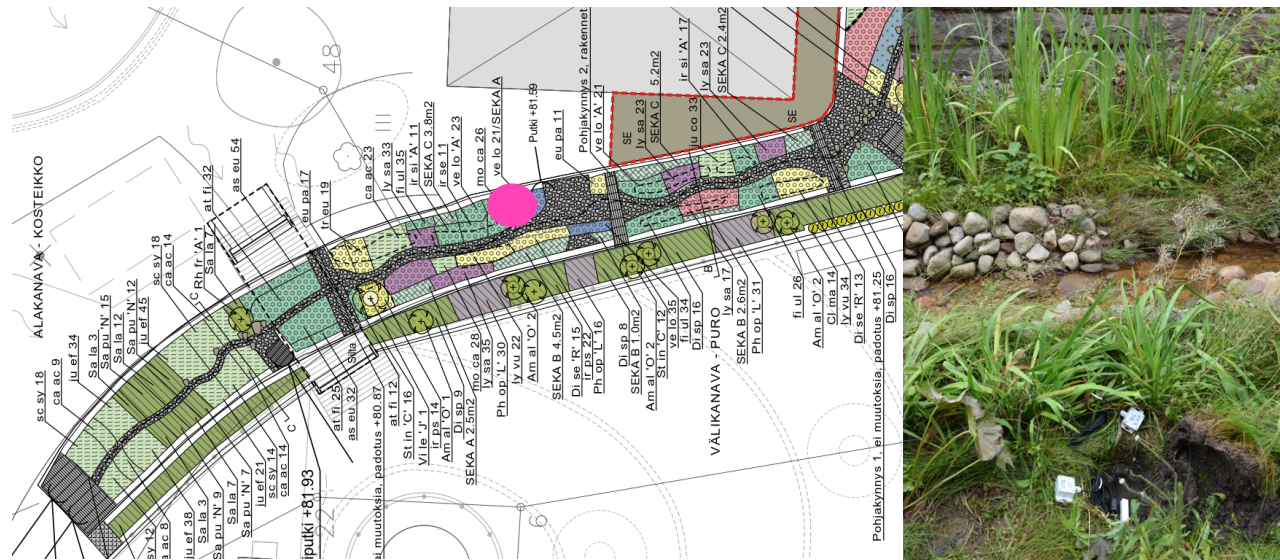 ALAKANAVA - KOSTEIKKO
sc sy 18
ca ac 9
ju ef 34
Sa la 3
Sa pu 'N' 15
Sa la 12
Sa pu 'N' 12
ju ef 45
sc sy 18
ca ac 14
C
Rh fr 'A' 1
at fi 32
as eu 54
eu pa 17
tr eu 19
48
ca ac 23
ly sa 33
fi ul 35
ir si 'A' 11
SEKA C 3.8m2
ir se 11
ve lo 'A' 23
mo ca 26
ve lo 21/SEKA A
Putki +81.59
eu pa 11
Pohjakynnys 2, rakennet
ve lo 'A' 21
SE
ly sa 23
SEKA C
5.2m2
ir si 'A' 17
ly sa 23
SEKA C 2.4m2
ju co 33
SE
Silta
C
sy 12
a ac 8
ju ef 38
Sa la 3
Sa pu 'N' 9
Sa la 7
Sa pu 'N' 7
ju ef 21
sc sy 14
ca ac 14
iputki +81.93
at fi 25
as eu 32
ei muutoksia, padotus +80.87
at fi 12
St in 'C' 16
Vi le 'J' 1
ir ps 14
Am al 'O' 1
Di sp 9
SEKA A 2.5m2
mo ca 28
ly sa 35
Ph op 'L' 30
ly vu 22
Am al 'O' 2
SEKA B 4.5m2
Di se 'R' 15
ir ps 22
Ph op 'L' 16
Di sp 8
SEKA B 1.0m2
Am al 'O' 2
St in 'C' 12
ve lo 35
fi ul 34
Di sp 16
B
VÄLIKANAVA - PURO
ly sa 17
SEKA B 2.6m2
Ph op 'L' 31
fi ul 26
Am al 'O' 2
Cl ma 14
ly vu 34
Di se 'R' 13
Pohjakynnys 1, ei muutoksia, padotus +81.25
Di sp 16